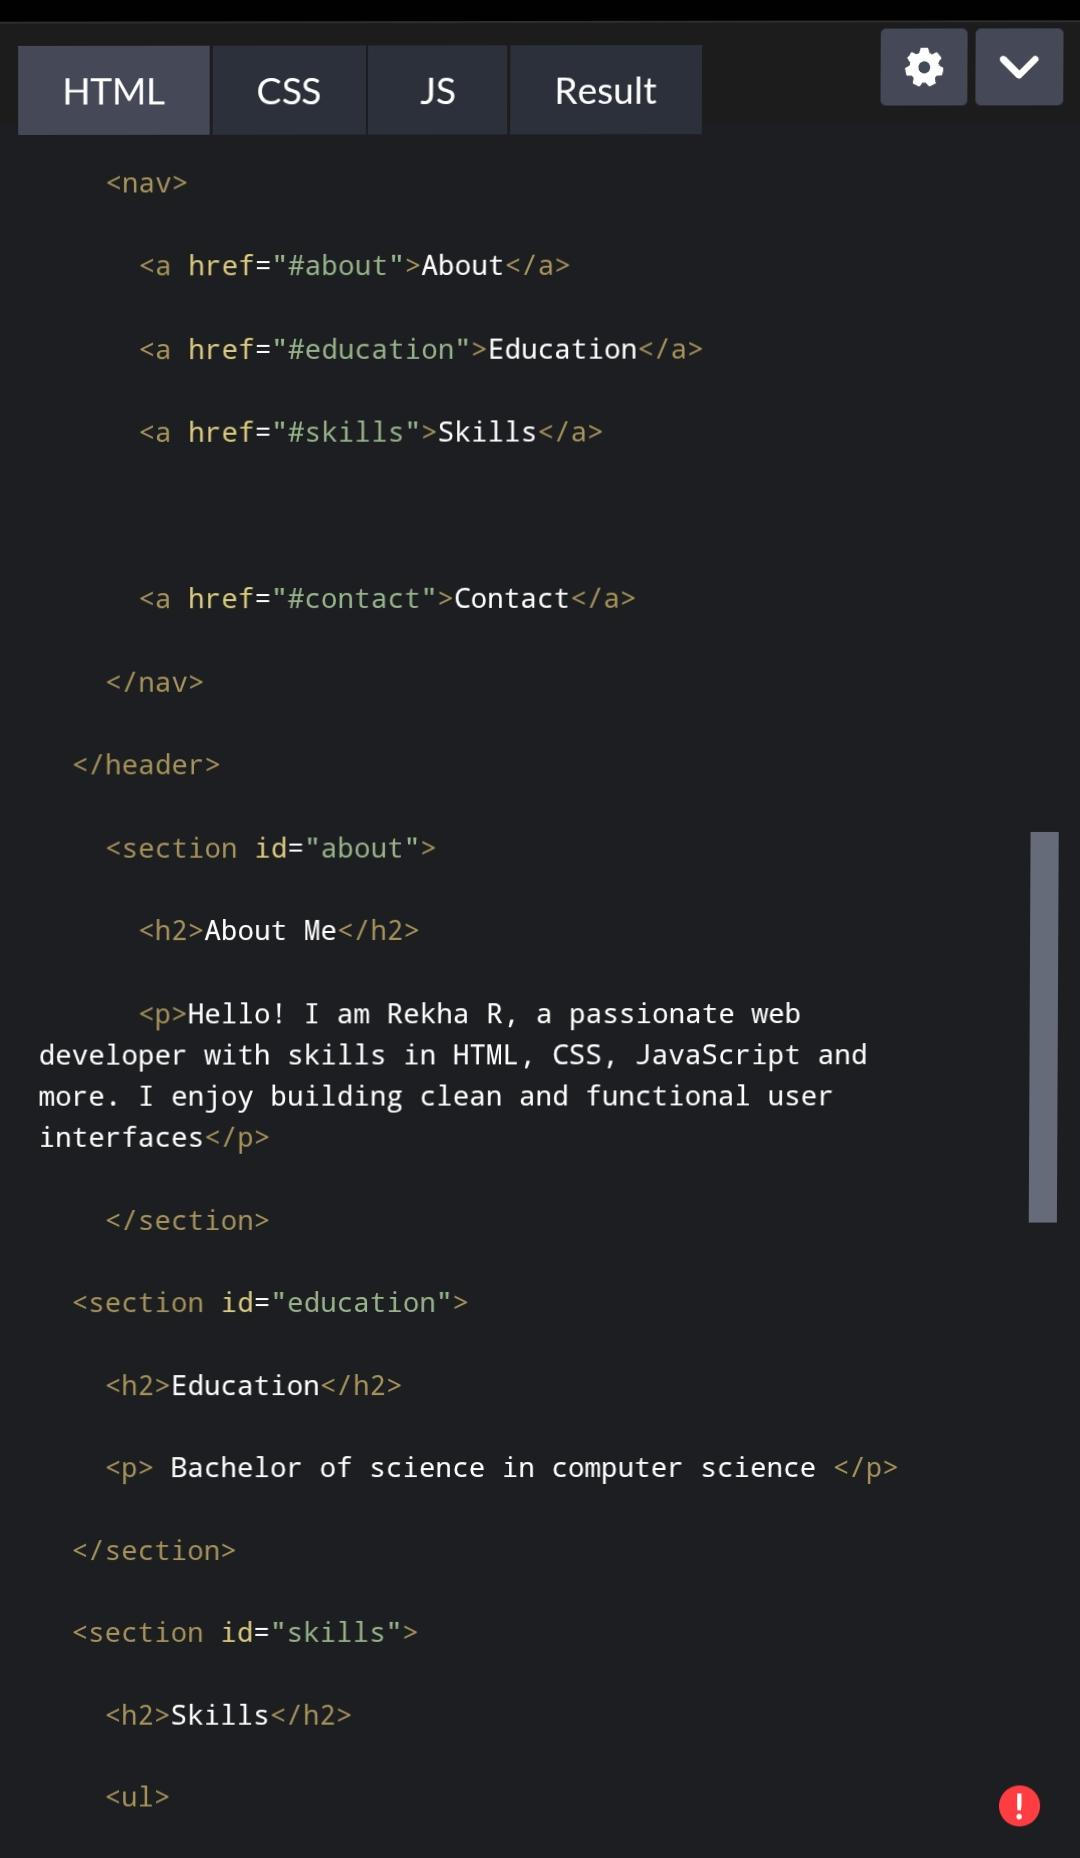 HTML CSS JS Result
<nav>
<a href="#about">About</a>
<a href="#education">Education</a>
<a href="#skills">Skills</a>
<a href="#contact">Contact</a>
</nav>
</header>
<section id="about">
<h2>About Me</h2>
<p>Hello! I am Rekha R, a passionate web
developer with skills in HTML, CSS, JavaScript and
more. I enjoy building clean and functional user
interfaces</p>
</section>
<section id="education">
<h2>Education</h2>
<p> Bachelor of science in computer science </p>
</section>
<section id="skills">
<h2>Skills</h2>
<ul>